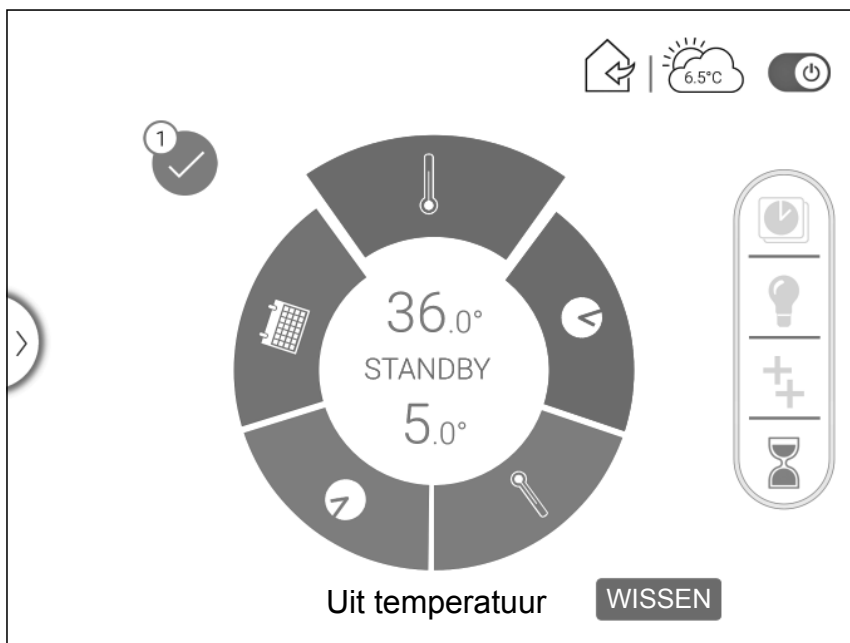 6.5°C
1
36.0°
STANDBY
5.0°
Uit temperatuur
WISSEN